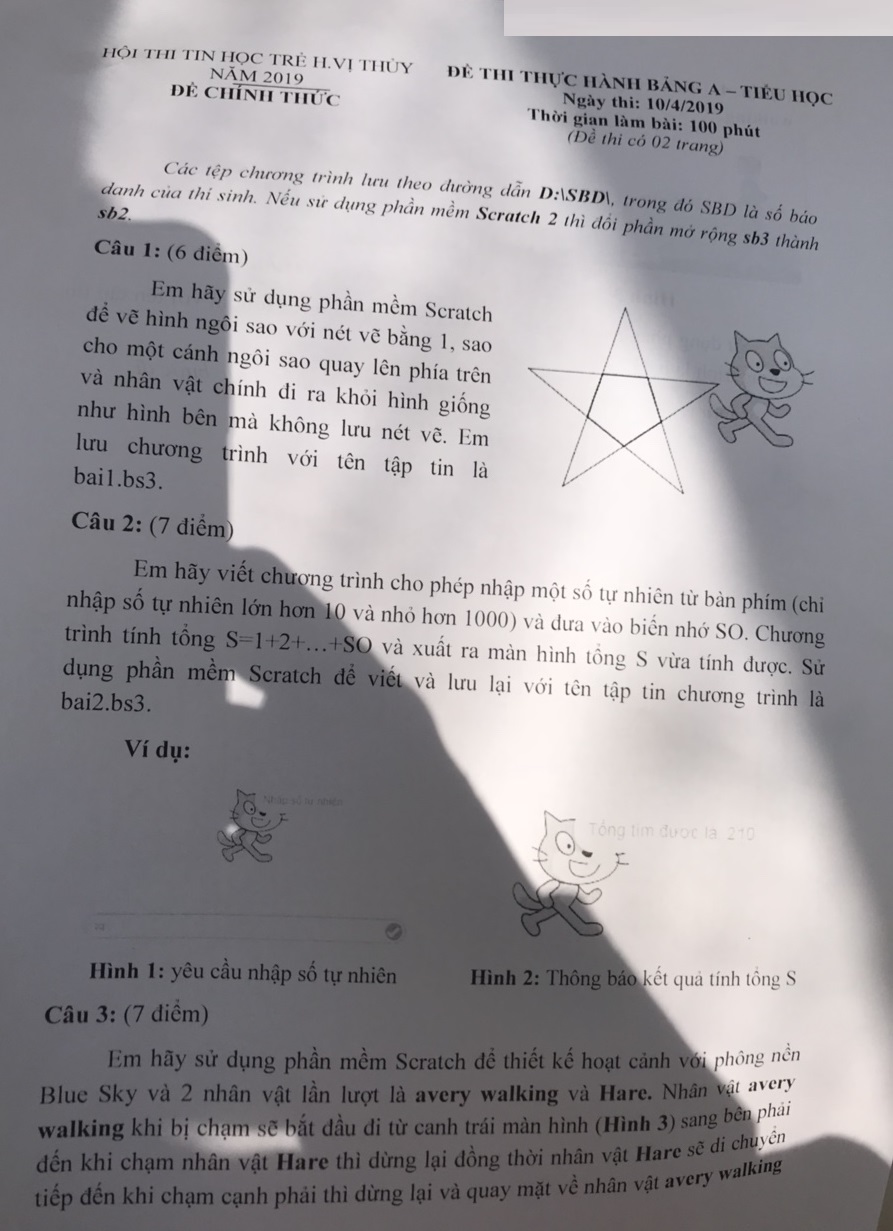 HỘI THI TIN HỌC TRẺ H.VỊ THỦY
NĂM 2019
ĐỀ CHÍNH THỨC
ĐỀ THI THỰC HÀNH BẢNG A – TIỂU HỌC
Ngày thi: 10/4/2019
Thời gian làm bài: 100 phút
(Đề thi có 02 trang)
Các tệp chương trình lưu theo đường dẫn D:\SBD\, trong đó SBD là số báo
danh của thí sinh. Nếu sử dụng phần mềm Scratch 2 thì đổi phần mở rộng sb3 thành
sb2.
Câu 1: (6 điểm)
Em hãy sử dụng phần mềm Scratch
để vẽ hình ngôi sao với nét vẽ bằng 1, sao
cho một cánh ngôi sao quay lên phía trên
và nhân vật chính đi ra khỏi hình giống
như hình bên mà không lưu nét vẽ. Em
lưu chương trình với tên tập tin là
bai1.bs3.
Câu 2: (7 điểm)
Em hãy viết chương trình cho phép nhập một số tự nhiên từ bàn phím (chỉ
nhập số tự nhiên lớn hơn 10 và nhỏ hơn 1000) và đưa vào biến nhớ SO. Chương
trình tính tổng S=1+2+…+SO và xuất ra màn hình tổng S vừa tính được. Sử
dụng phần mềm Scratch để viết và lưu lại với tên tập tin chương trình là
bai2.bs3.
Ví dụ:
Nhập số tự nhiên
Tổng tìm được là 210
Hình 1: yêu cầu nhập số tự nhiên
Hình 2: Thông báo kết quả tính tổng S
Câu 3: (7 điểm)
Em hãy sử dụng phần mềm Scratch để thiết kế hoạt cảnh với phông nền
Blue Sky và 2 nhân vật lần lượt là avery walking và Hare. Nhân vật avery
walking khi bị chạm sẽ bắt đầu đi từ canh trái màn hình (Hình 3) sang bên phải
đến khi chạm nhân vật Hare thì dừng lại đồng thời nhân vật Hare sẽ di chuyển
tiếp đến khi chạm cạnh phải thì dừng lại và quay mặt về nhân vật avery walking